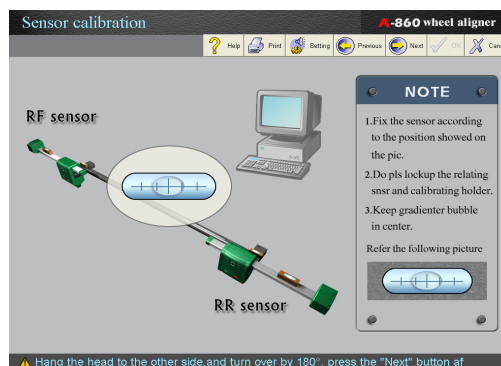 Sensor calibration
A-860 wheel aligner
Help Print Setting Previous Next OK Can
RF sensor
RR sensor
NOTE
1.Fix the sensor according
to the position showed on
the pic.
2.Do pls lockup the relating
snsr and calibrating holder.
3.Keep gradienter bubble
in center.
Refer the following picture
Hang the head to the other side,and turn over by 180°, press the "Next" button af